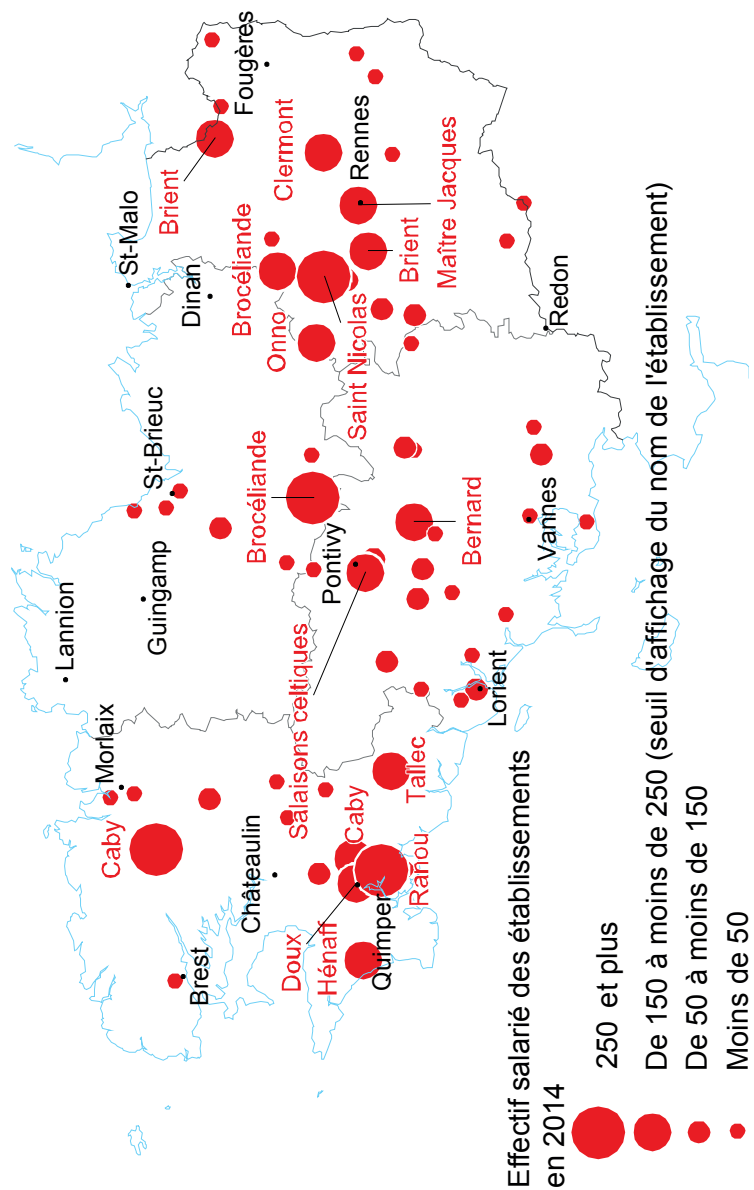 Lannion
Morlaix
St-Malo
Guingamp
St-Brieuc
Caby
Brest
Dinan
Brient
Fougères
Châteaulin
Brocéliande
Brocéliande
Onno
Clermont
Salaisons celtiques
Saint Nicolas
Pontivy
Rennes
Doux
Hénaff
Caby
Quimper
Ranou
Tallec
Brient
Maître Jacques
Bernard
Lorient
Vannes
Redon
Effectif salarié des établissements
en 2014
250 et plus
De 150 à moins de 250 (seuil d'affichage du nom de l'établissement)
De 50 à moins de 150
Moins de 50